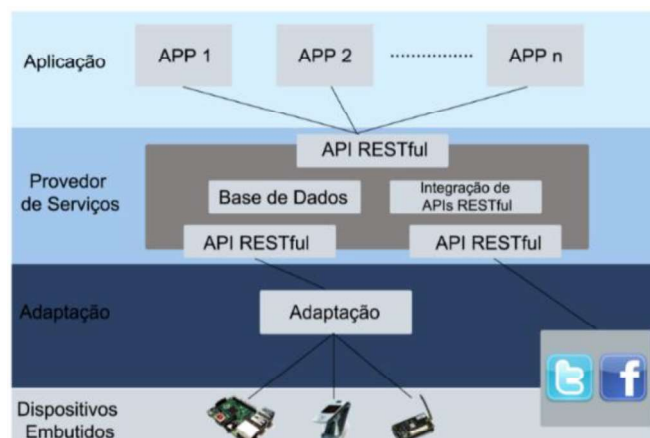 Aplicação
APP 1
APP 2
APP n
API RESTful
Provedor
de Serviços
Base de Dados
Integração de
APIs RESTful
API RESTful
API RESTful
Adaptação
Adaptação
Dispositivos
Embutidos